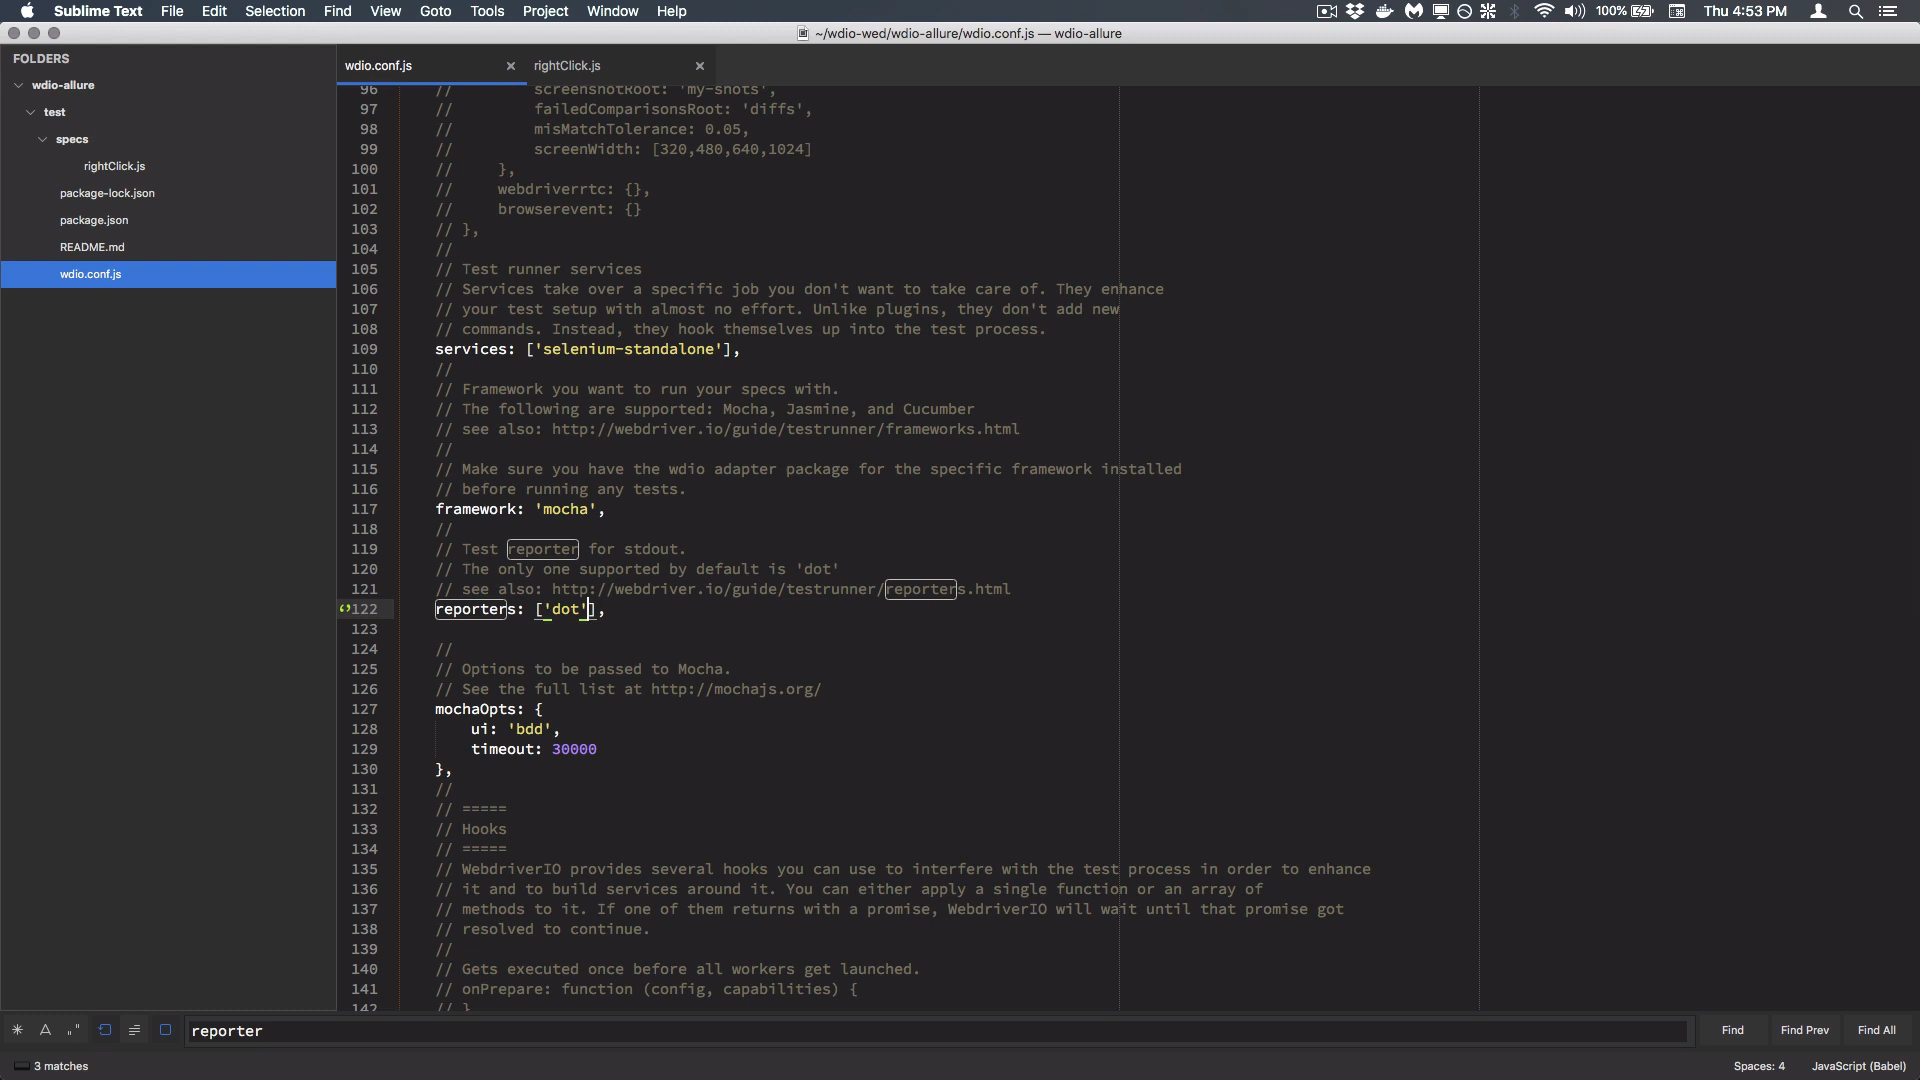 Sublime Text File Edit Selection Find View Goto Tools Project Window Help 100% Thu 4:53 PM
~/wdio-wed/wdio-allure/wdio.conf.js — wdio-allure
FOLDERS
wdio-allure
test
specs
rightClick.js
package-lock.json
package.json
README.md
wdio.conf.js
wdio.conf.js × rightClick.js ×
96 // screenshotRoot: 'my-shots',
97 // failedComparisonsRoot: 'diffs',
98 // misMatchTolerance: 0.05,
99 // screenWidth: [320,480,640,1024]
100 // },
101 // webdriverrtc: {},
102 // browserevent: {}
103 // },
104 //
105 // Test runner services
106 // Services take over a specific job you don't want to take care of. They enhance
107 // your test setup with almost no effort. Unlike plugins, they don't add new
108 // commands. Instead, they hook themselves up into the test process.
109 services: ['selenium-standalone'],
110 //
111 // Framework you want to run your specs with.
112 // The following are supported: Mocha, Jasmine, and Cucumber
113 // see also: http://webdriver.io/guide/testrunner/frameworks.html
114 //
115 // Make sure you have the wdio adapter package for the specific framework installed
116 // before running any tests.
117 framework: 'mocha',
118 //
119 // Test reporter for stdout.
120 // The only one supported by default is 'dot'
121 // see also: http://webdriver.io/guide/testrunner/reporters.html
122 reporters: ['dot'],
123
124 //
125 // Options to be passed to Mocha.
126 // See the full list at http://mochajs.org/
127 mochaOpts: {
128 ui: 'bdd',
129 timeout: 30000
130 },
131 //
132 // =====
133 // Hooks
134 // =====
135 // WebdriverIO provides several hooks you can use to interfere with the test process in order to enhance
136 // it and to build services around it. You can either apply a single function or an array of
137 // methods to it. If one of them returns with a promise, WebdriverIO will wait until that promise got
138 // resolved to continue.
139 //
140 // Gets executed once before all workers get launched.
141 // onPrepare: function (config, capabilities) {
142 // }
reporter Find Find Prev Find All
3 matches Spaces: 4 JavaScript (Babel)